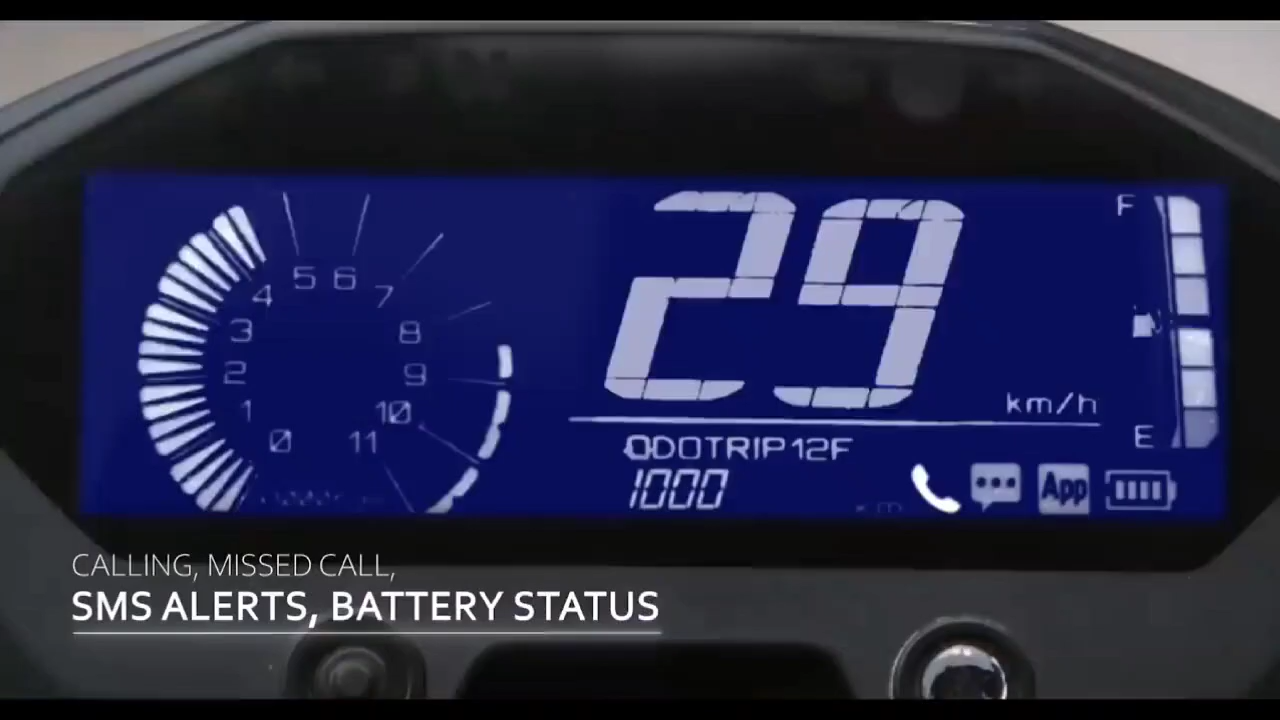 29
km/h
F
E
5 6
4 7
3 8
2 9
1 10
0 11
ODOTRIP12F
1000
App
CALLING, MISSED CALL,
SMS ALERTS, BATTERY STATUS